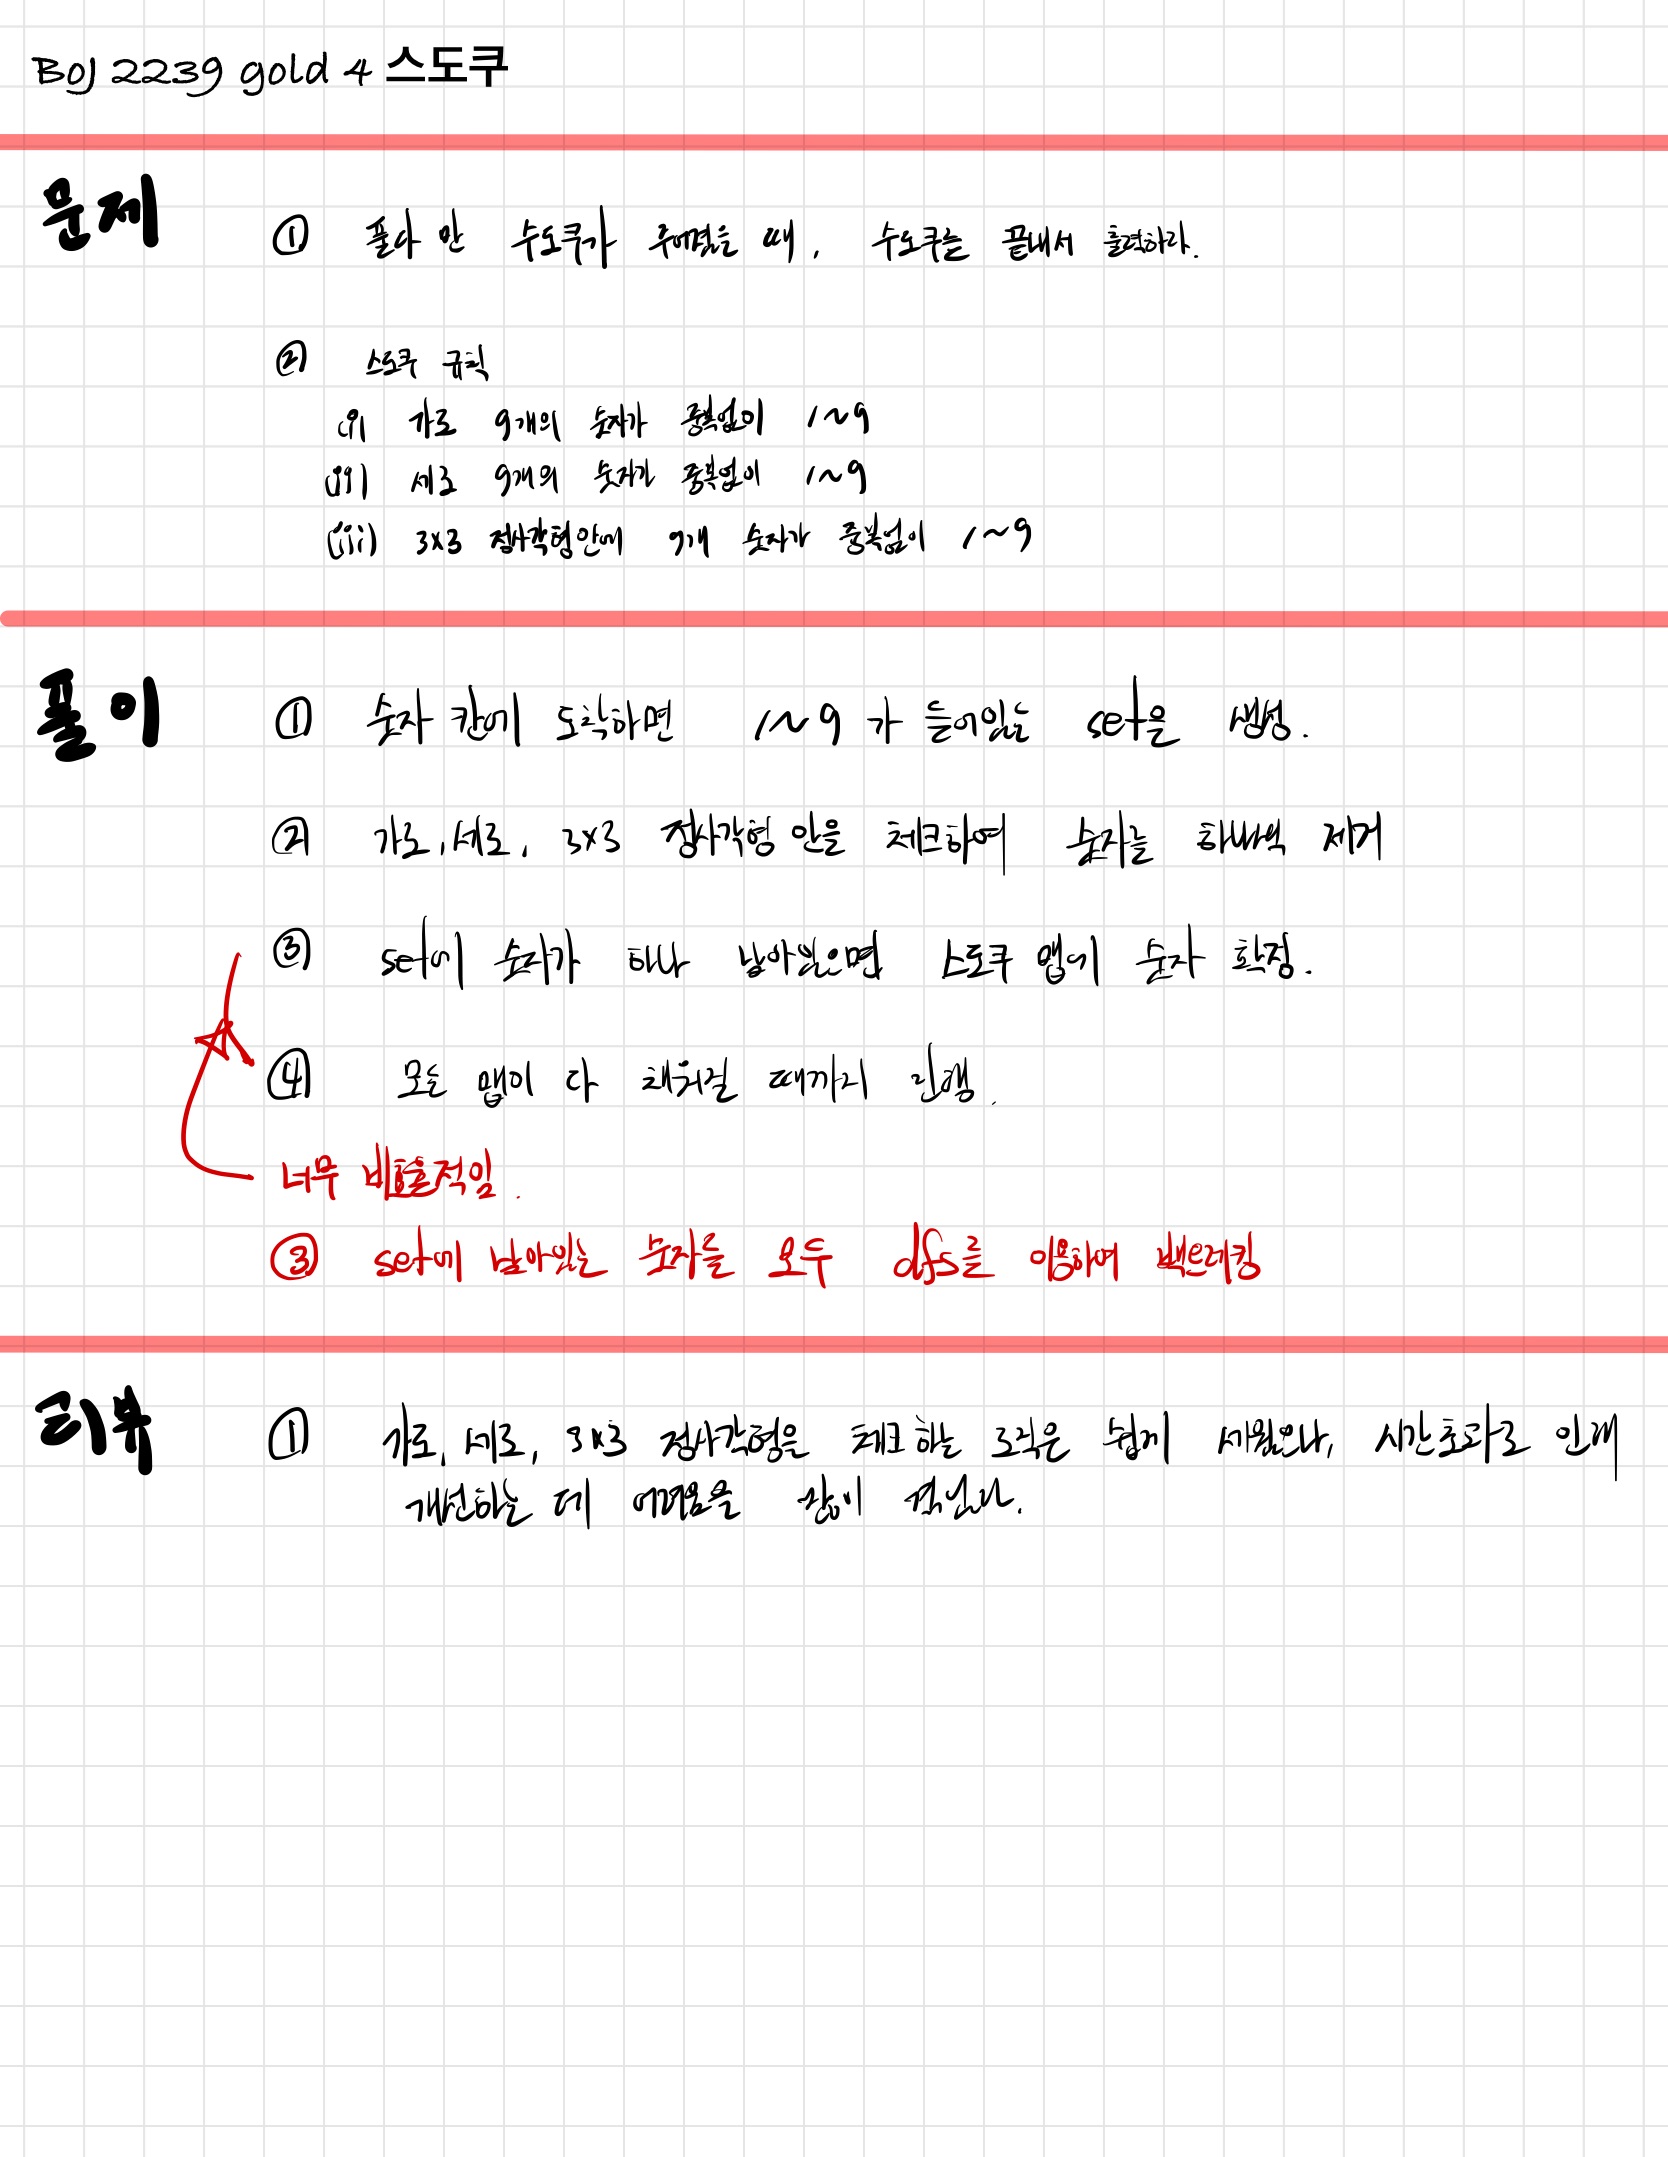 BOJ 2239 gold 4 스도쿠
문제
① 풀다 만 수도쿠가 주어졌을 때, 수도쿠를 끝내서 출력하라.
② 스도쿠 규칙
(i) 가로 9개의 숫자가 중복없이 1~9
(ii) 세로 9개의 숫자가 중복없이 1~9
(iii) 3x3 정사각형안에 9개 숫자가 중복없이 1~9
풀이
① 숫자 칸에 도착하면 1~9가 들어있는 set을 생성.
② 가로, 세로, 3x3 정사각형 안을 체크하여 숫자를 하나씩 제거
③ set에 숫자가 하나 남아있으면 스도쿠 맵에 숫자 확정.
④ 모든 맵이 다 채워질 때까지 진행.
너무 비효율적임.
③ set에 남아있는 숫자를 모두 dfs를 이용하여 백트레킹
리뷰
① 가로, 세로, 3x3 정사각형을 체크하는 로직은 쉽게 세웠으나, 시간초과로 인해
개선하는 데 어려움을 많이 겪었다.